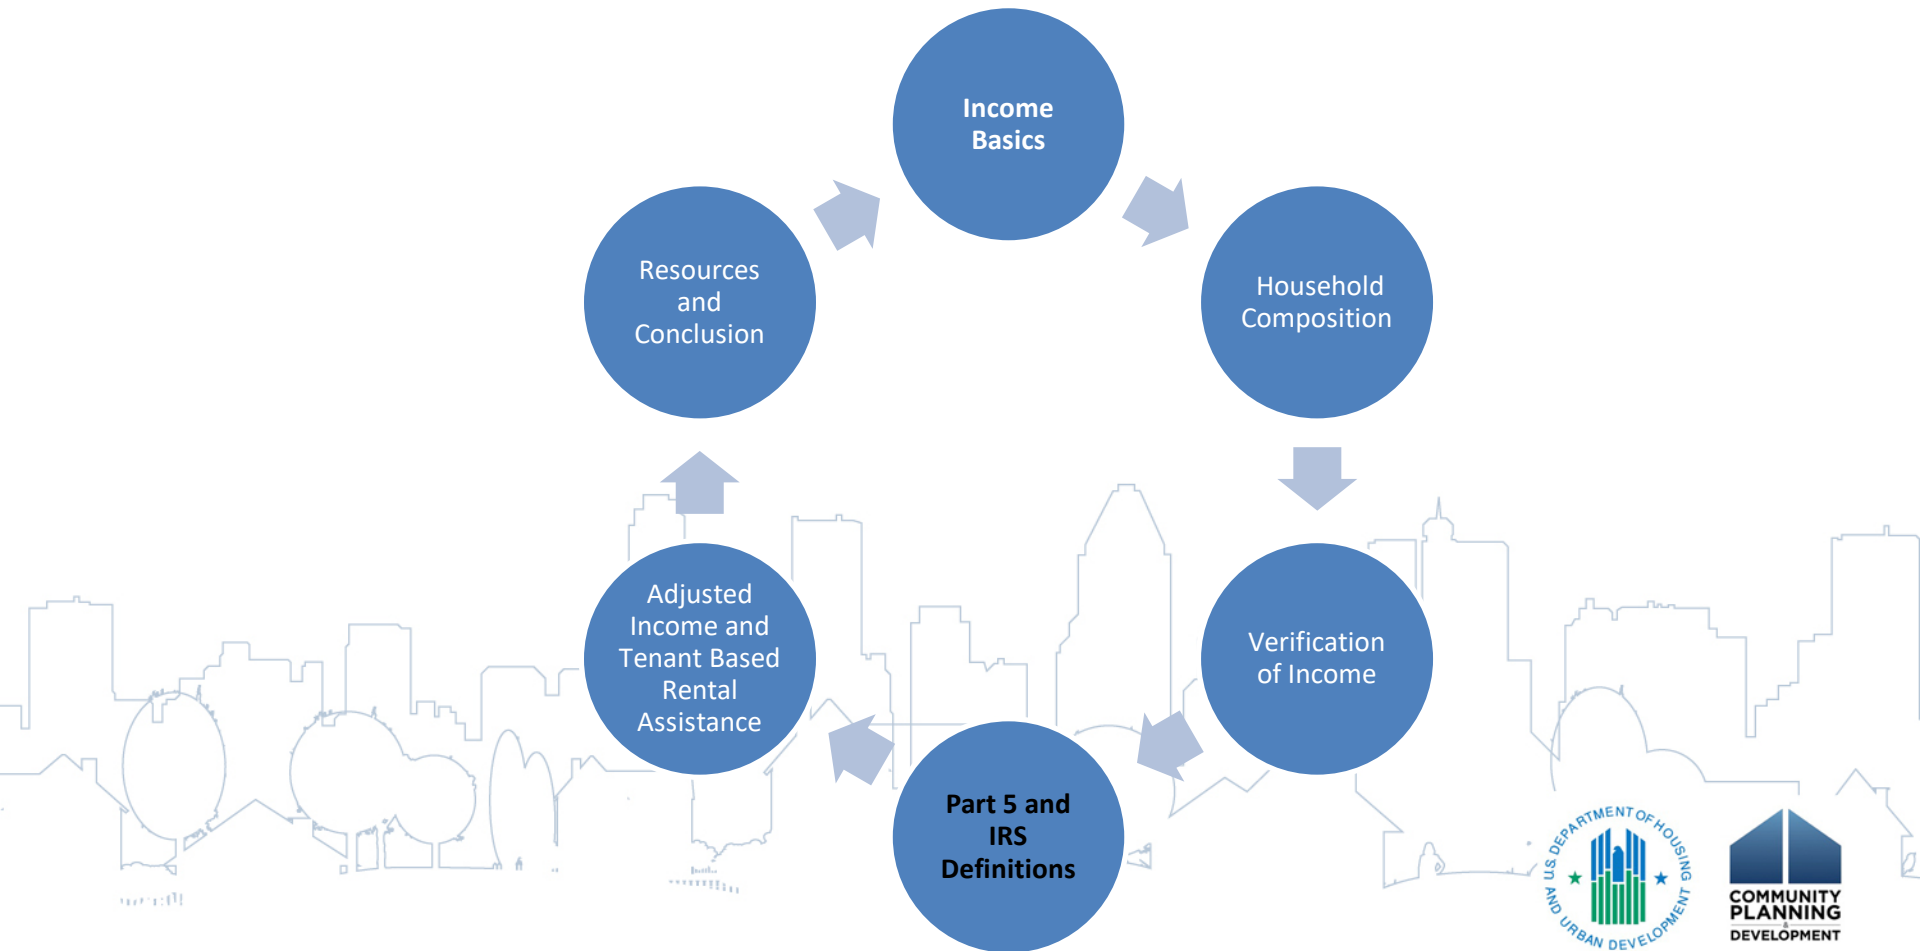 Income
Basics
Household
Composition
Verification
of Income
Part 5 and
IRS
Definitions
Adjusted
Income and
Tenant Based
Rental
Assistance
Resources
and
Conclusion
U.S. DEPARTMENT OF HOUSING
AND URBAN DEVELOPMENT
COMMUNITY
PLANNING
&
DEVELOPMENT